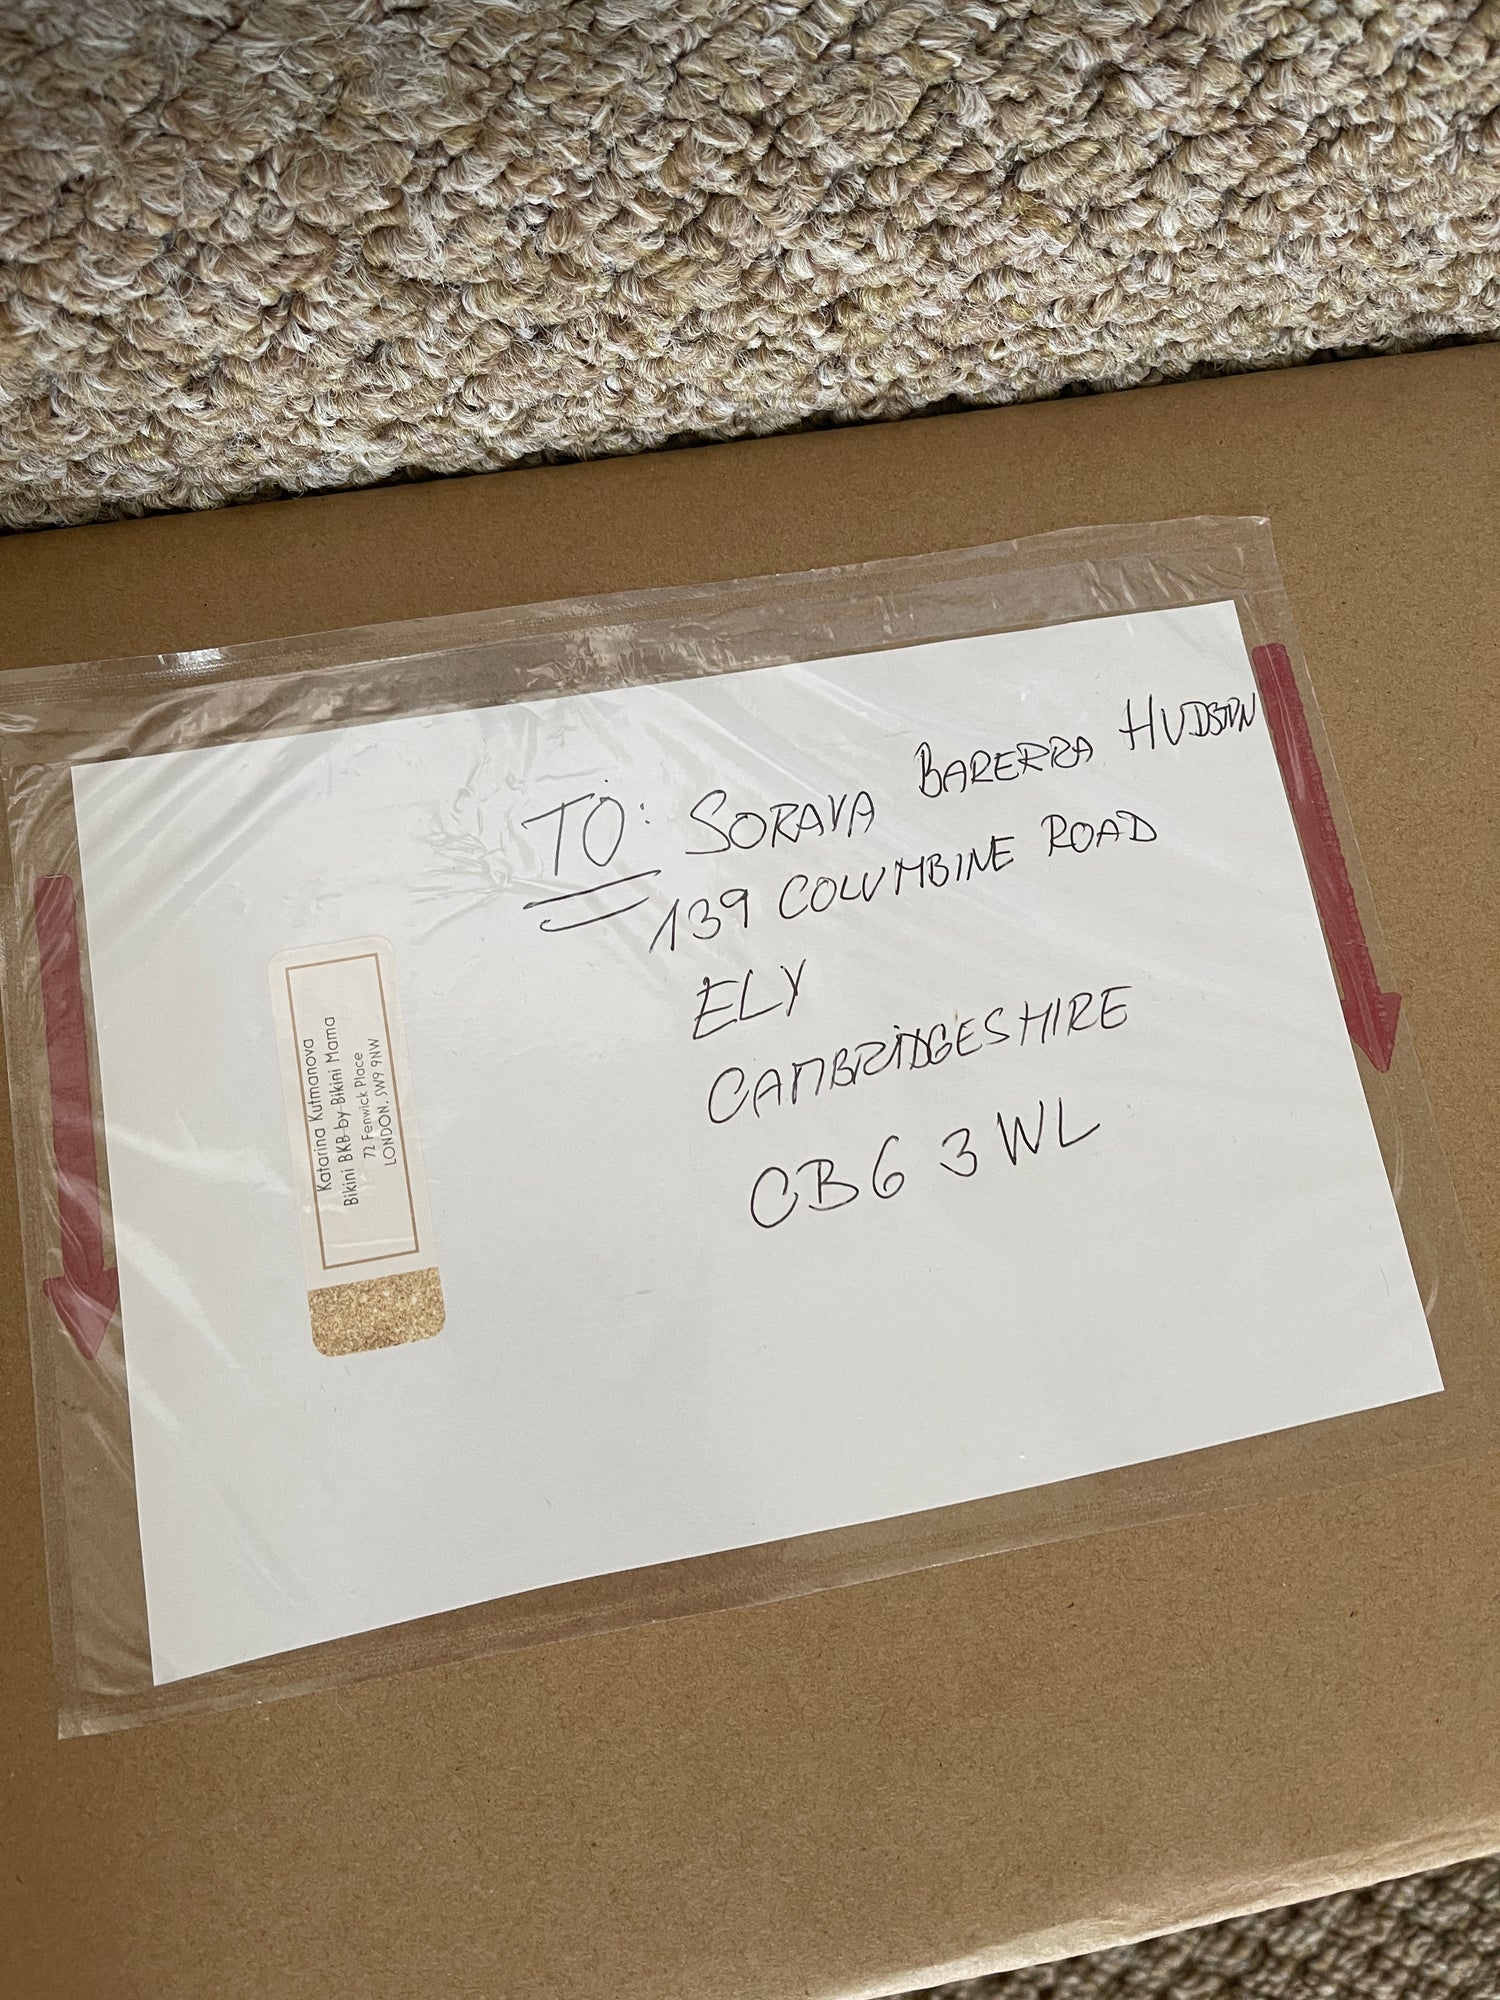 TO: SORAYA BARERRA HUDSON
139 COLUMBINE ROAD
ELY
CAMBRIDGESHIRE
CB6 3WL
Katarina Kutmanova
Bikini BKB by Bikini Mama
72 Fenwick Place
LONDON, SW9 9NW